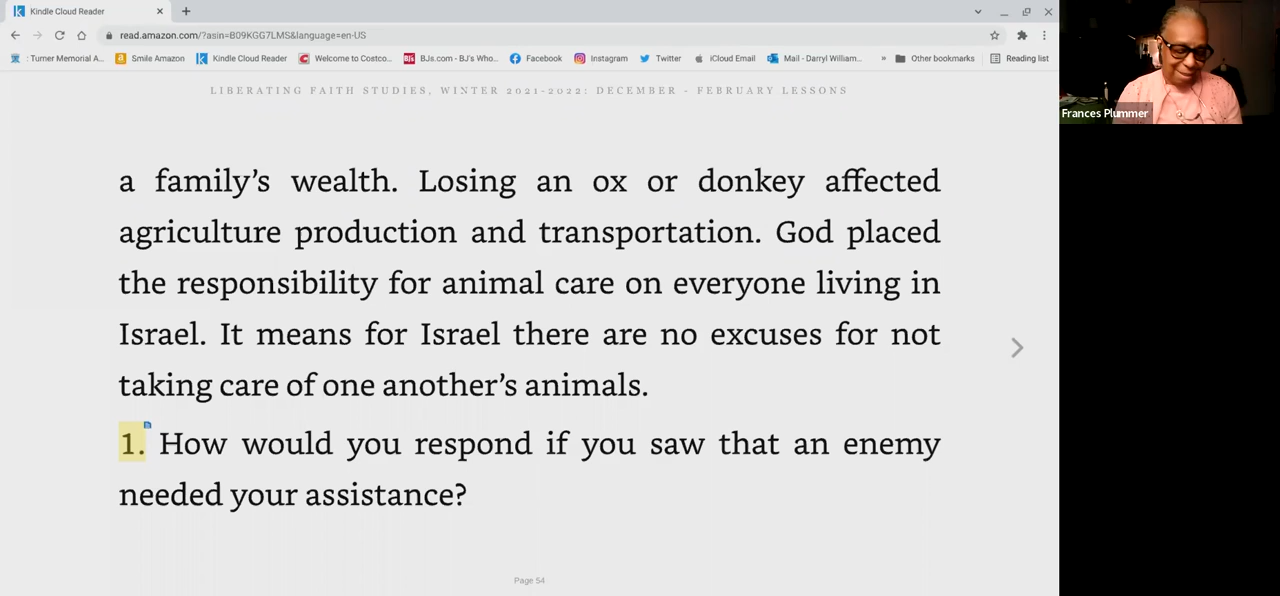 Kindle Cloud Reader
read.amazon.com/?asin=B09KGG7LMS&language=en-US
: Turner Memorial A... Smile Amazon Kindle Cloud Reader Welcome to Costco... BJs.com - BJ's Who... Facebook Instagram Twitter iCloud Email Mail - Darryl William... » Other bookmarks Reading list
LIBERATING FAITH STUDIES, WINTER 2021-2022: DECEMBER - FEBRUARY LESSONS
Frances Plummer
a family's wealth. Losing an ox or donkey affected
agriculture production and transportation. God placed
the responsibility for animal care on everyone living in
Israel. It means for Israel there are no excuses for not
taking care of one another's animals.
1. How would you respond if you saw that an enemy
needed your assistance?
Page 54